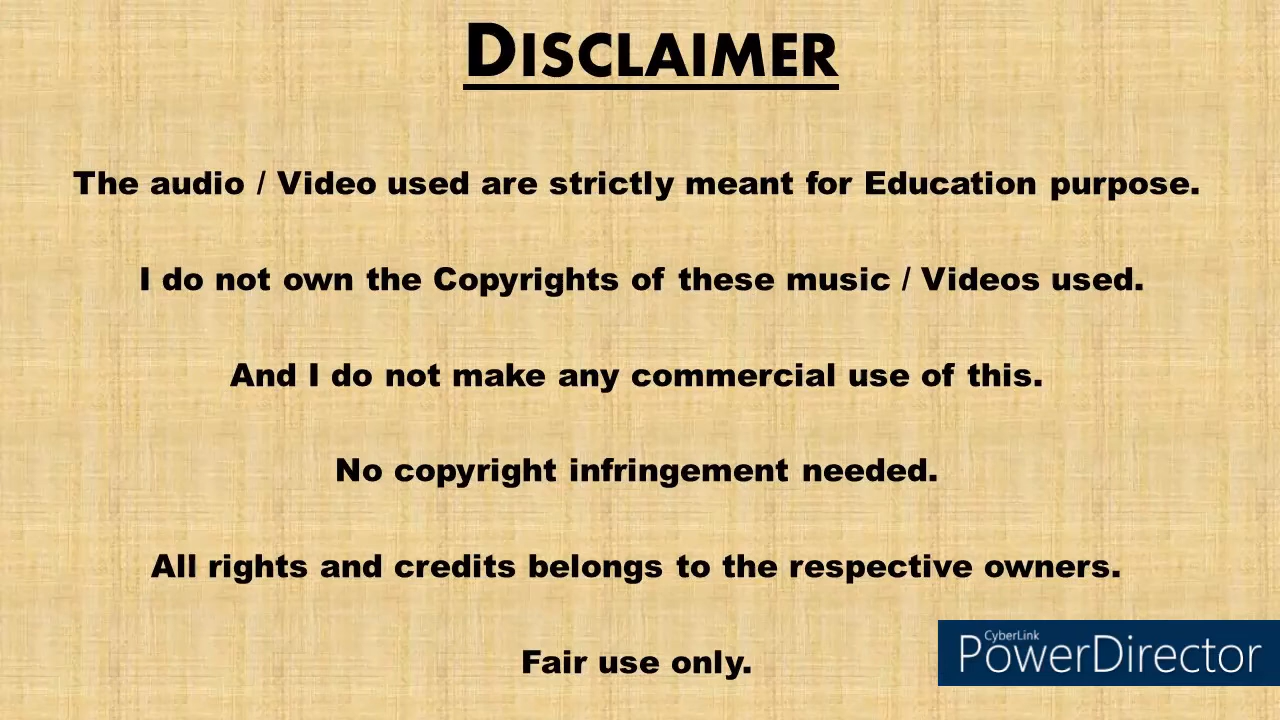 DISCLAIMER
The audio / Video used are strictly meant for Education purpose.
I do not own the Copyrights of these music / Videos used.
And I do not make any commercial use of this.
No copyright infringement needed.
All rights and credits belongs to the respective owners.
Fair use only.
CyberLink
PowerDirector